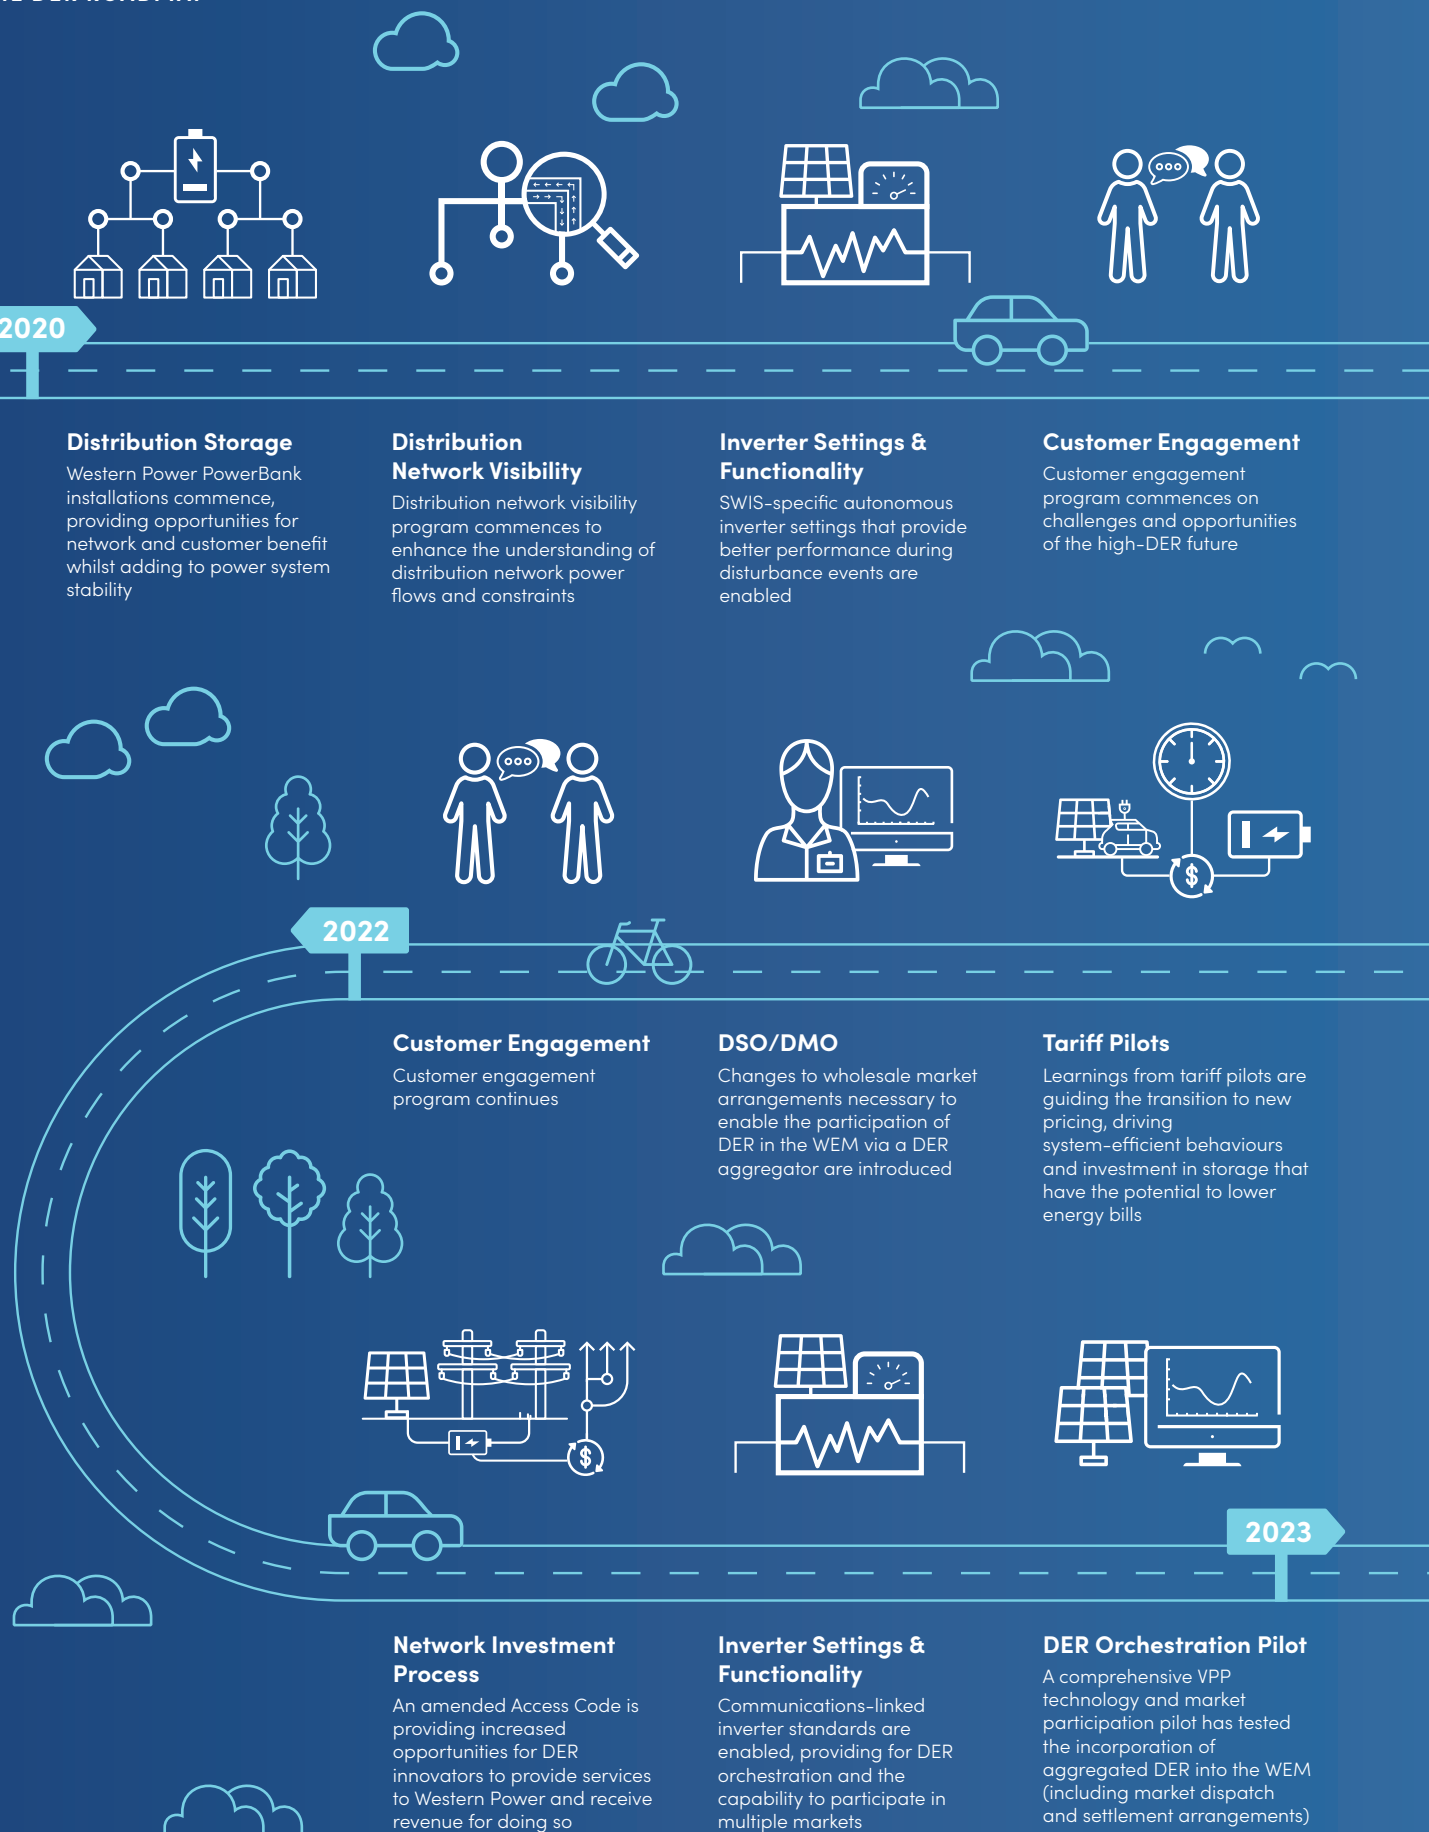 2020
Distribution Storage
Western Power PowerBank
installations commence,
providing opportunities for
network and customer benefit
whilst adding to power system
stability
Distribution
Network Visibility
Distribution network visibility
program commences to
enhance the understanding of
distribution network power
flows and constraints
Inverter Settings &
Functionality
SWIS-specific autonomous
inverter settings that provide
better performance during
disturbance events are
enabled
Customer Engagement
Customer engagement
program commences on
challenges and opportunities
of the high-DER future
2022
Customer Engagement
Customer engagement
program continues
DSO/DMO
Changes to wholesale market
arrangements necessary to
enable the participation of
DER in the WEM via a DER
aggregator are introduced
Tariff Pilots
Learnings from tariff pilots are
guiding the transition to new
pricing, driving
system-efficient behaviours
and investment in storage that
have the potential to lower
energy bills
$
$
2023
Network Investment
Process
An amended Access Code is
providing increased
opportunities for DER
innovators to provide services
to Western Power and receive
revenue for doing so
Inverter Settings &
Functionality
Communications-linked
inverter standards are
enabled, providing for DER
orchestration and the
capability to participate in
multiple markets
DER Orchestration Pilot
A comprehensive VPP
technology and market
participation pilot has tested
the incorporation of
aggregated DER into the WEM
(including market dispatch
and settlement arrangements)